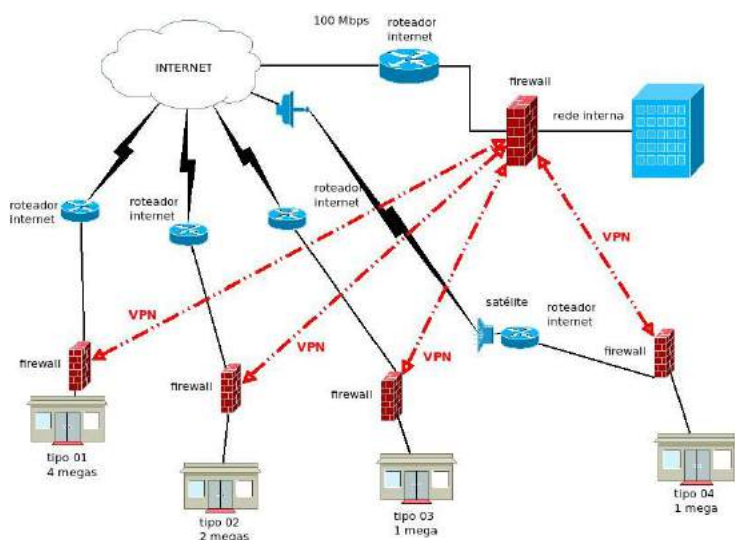 100 Mbps
roteador
internet
INTERNET
firewall
rede interna
roteador
internet
roteador
internet
roteador
internet
VPN
VPN
satélite
roteador
internet
VPN
VPN
firewall
firewall
firewall
firewall
tipo 01
4 megas
tipo 02
2 megas
tipo 03
1 mega
tipo 04
1 mega